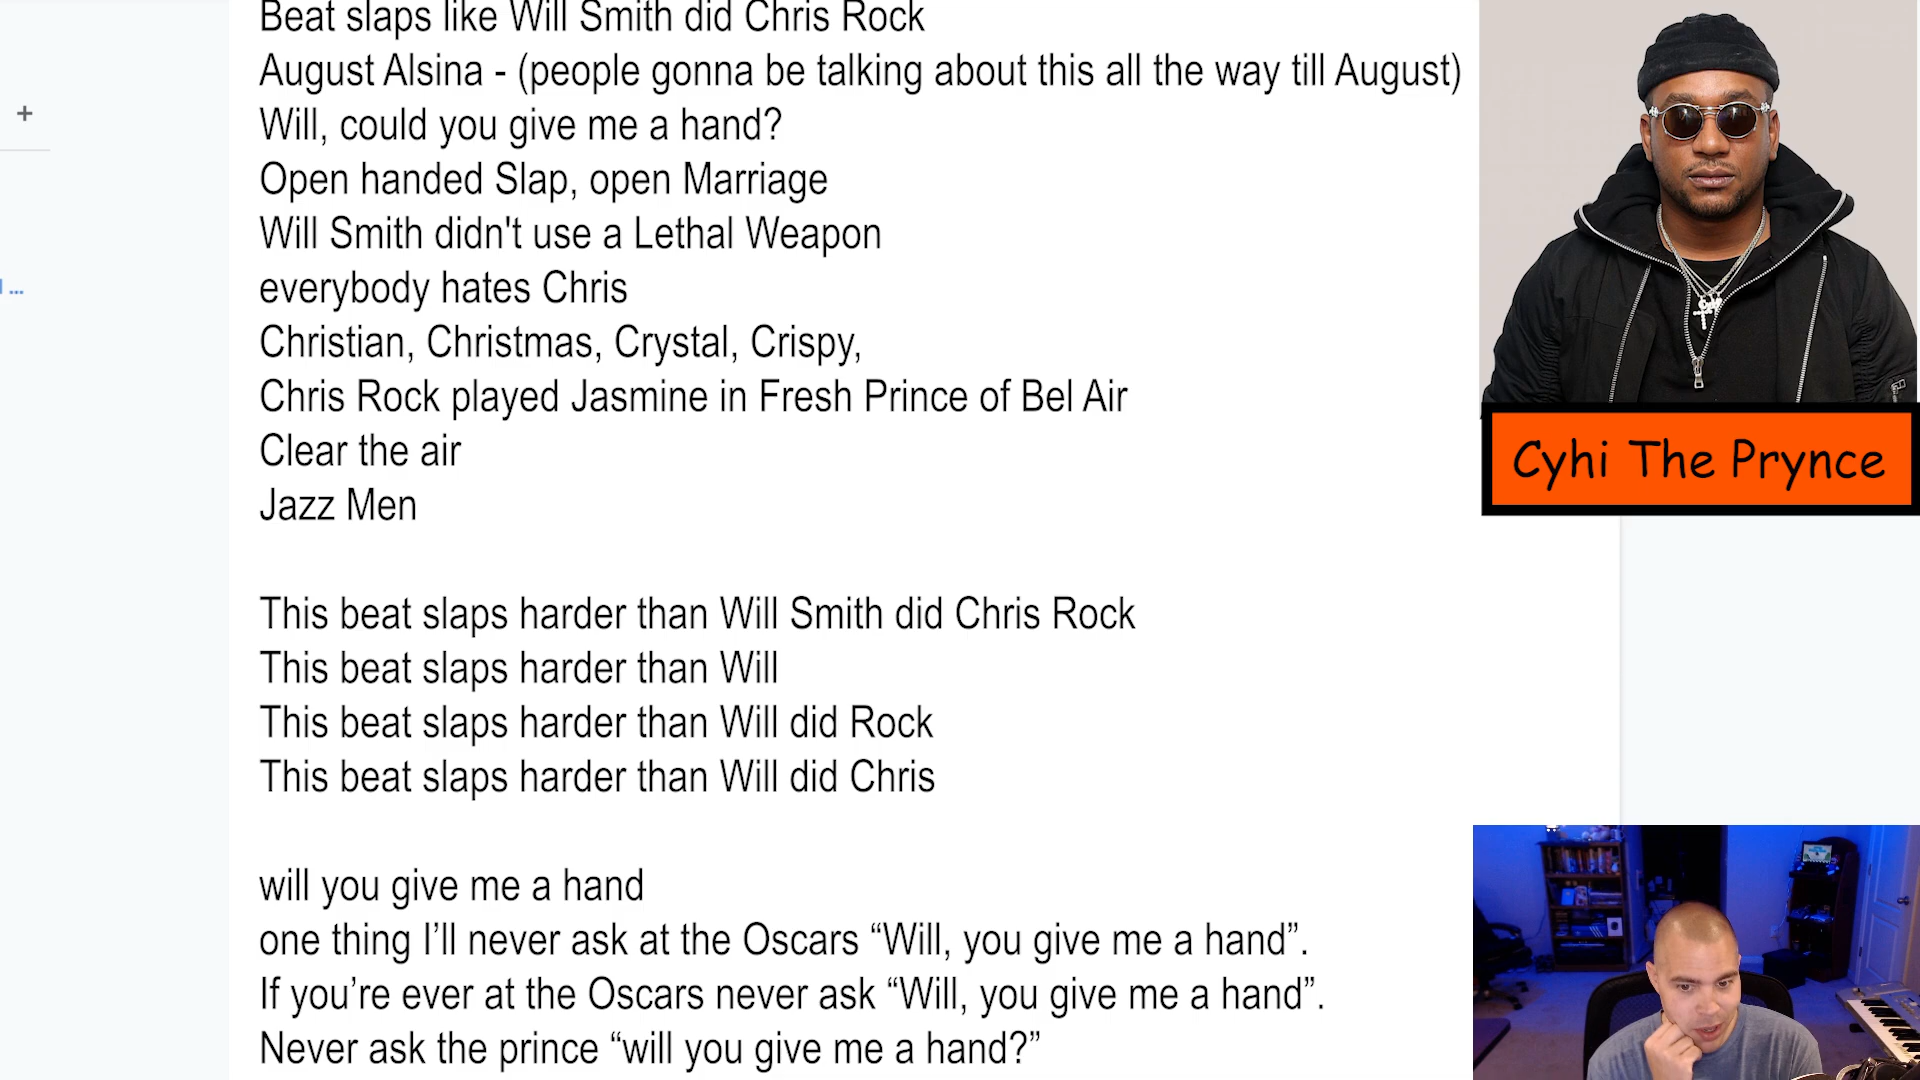 Beat slaps like Will Smith did Chris Rock
August Alsina - (people gonna be talking about this all the way till August)
Will, could you give me a hand?
Open handed Slap, open Marriage
Will Smith didn't use a Lethal Weapon
everybody hates Chris
Christian, Christmas, Crystal, Crispy,
Chris Rock played Jasmine in Fresh Prince of Bel Air
Clear the air
Jazz Men
This beat slaps harder than Will Smith did Chris Rock
This beat slaps harder than Will
This beat slaps harder than Will did Rock
This beat slaps harder than Will did Chris
will you give me a hand
one thing I’ll never ask at the Oscars “Will, you give me a hand”.
If you’re ever at the Oscars never ask “Will, you give me a hand”.
Never ask the prince “will you give me a hand?”
Cyhi The Prynce